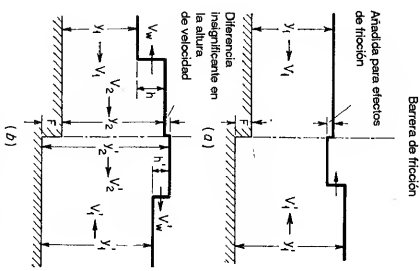 Barrera de fricción
Añadida para efectos
de fricción
y₁
V₁
F
V₁'
y₁'
(a)
Diferencia
insignificante en
la altura
de velocidad
V_w
h
h'
V_w'
y₁
V₁
V₂
y₂
y₂'
V₂'
V₁'
y₁'
F
(b)